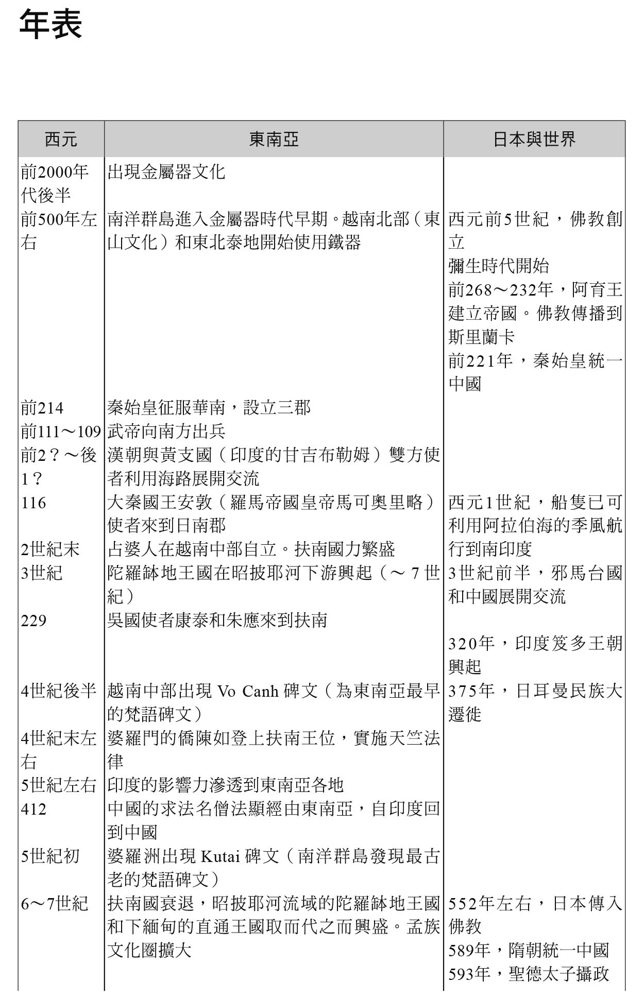 年表
西元 東南亞 日本與世界
前2000年 出現金屬器文化
代後半
前500年左 南洋群島進入金屬器時代早期。越南北部（東 西元前5世紀，佛教創
右 山文化）和東北泰地開始使用鐵器 立
彌生時代開始
前268～232年，阿育王
建立帝國。佛教傳播到
斯里蘭卡
前221年，秦始皇統一
中國
前214 秦始皇征服華南，設立三郡
前111～109 武帝向南方出兵
前2？～後 漢朝與黃支國（印度的甘吉布勒姆）雙方使
1？ 者利用海路展開交流
116 大秦國王安敦（羅馬帝國皇帝馬可奧里略） 西元1世紀，船隻已可
使者來到日南郡 利用阿拉伯海的季風航
2世紀末 占婆人在越南中部自立。扶南國力繁盛 行到南印度
3世紀 陀羅缽地王國在昭披耶河下游興起（～7世 3世紀前半，邪馬台國
紀） 和中國展開交流
229 吳國使者康泰和朱應來到扶南
320年，印度笈多王朝
興起
4世紀後半 越南中部出現 Vo Canh 碑文（為東南亞最早 375年，日耳曼民族大
的梵語碑文） 遷徙
4世紀末左 婆羅門的僑陳如登上扶南王位，實施天竺法
右 律
5世紀左右 印度的影響力滲透到東南亞各地
412 中國的求法名僧法顯經由東南亞，自印度回
到中國
5世紀初 婆羅洲出現 Kutai 碑文（南洋群島發現最古
老的梵語碑文）
6～7世紀 扶南國衰退，昭披耶河流域的陀羅缽地王國 552年左右，日本傳入
和下緬甸的直通王國取而代之而興盛。孟族 佛教
文化圈擴大 589年，隋朝統一中國
593年，聖德太子攝政